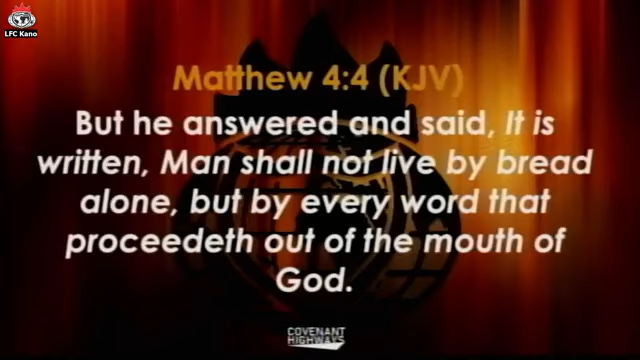 LFC Kano
Matthew 4:4 (KJV)
But he answered and said, It is
written, Man shall not live by bread
alone, but by every word that
proceedeth out of the mouth of
God.
COVENANT
HIGHWAYS